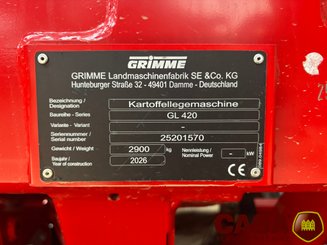 GRIMME
GRIMME Landmaschinenfabrik SE &Co. KG
Hunteburger Straße 32 - 49401 Damme - Deutschland
Bezeichnung / Designation Kartoffellegemaschine
Baureihe - Series GL 420
Variante - Variant -
Seriennummer / Serial number 25201570
Gewicht / Weight 2900 kg Nennleistung / Nominal Power - kW
Baujahr / Year of construction 2026 CE